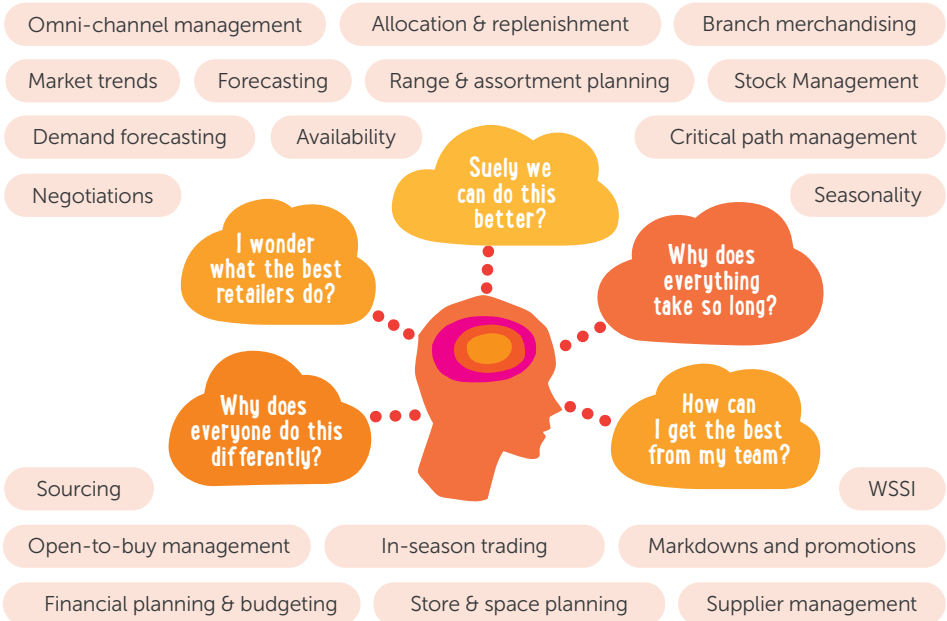 Omni-channel management
Allocation & replenishment
Branch merchandising
Market trends
Forecasting
Range & assortment planning
Stock Management
Demand forecasting
Availability
Critical path management
Negotiations
Seasonality
Suely we
can do this
better?
I wonder
what the best
retailers do?
Why does
everything
take so long?
Why does
everyone do this
differently?
How can
I get the best
from my team?
Sourcing
WSSI
Open-to-buy management
In-season trading
Markdowns and promotions
Financial planning & budgeting
Store & space planning
Supplier management